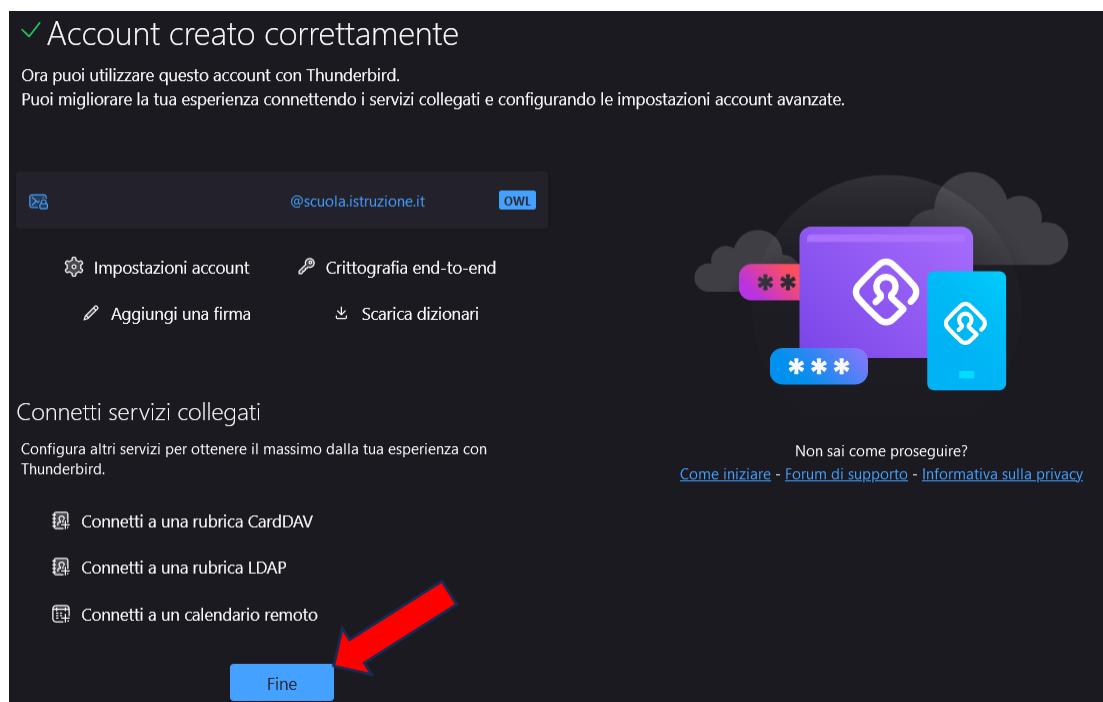 Account creato correttamente
Ora puoi utilizzare questo account con Thunderbird.
Puoi migliorare la tua esperienza connettendo i servizi collegati e configurando le impostazioni account avanzate.
@scuola.istruzione.it OWL
Impostazioni account Crittografia end-to-end
Aggiungi una firma Scarica dizionari
Connetti servizi collegati
Configura altri servizi per ottenere il massimo dalla tua esperienza con
Thunderbird.
Connetti a una rubrica CardDAV
Connetti a una rubrica LDAP
Connetti a un calendario remoto
Fine
** 
***
Non sai come proseguire?
Come iniziare - Forum di supporto - Informativa sulla privacy